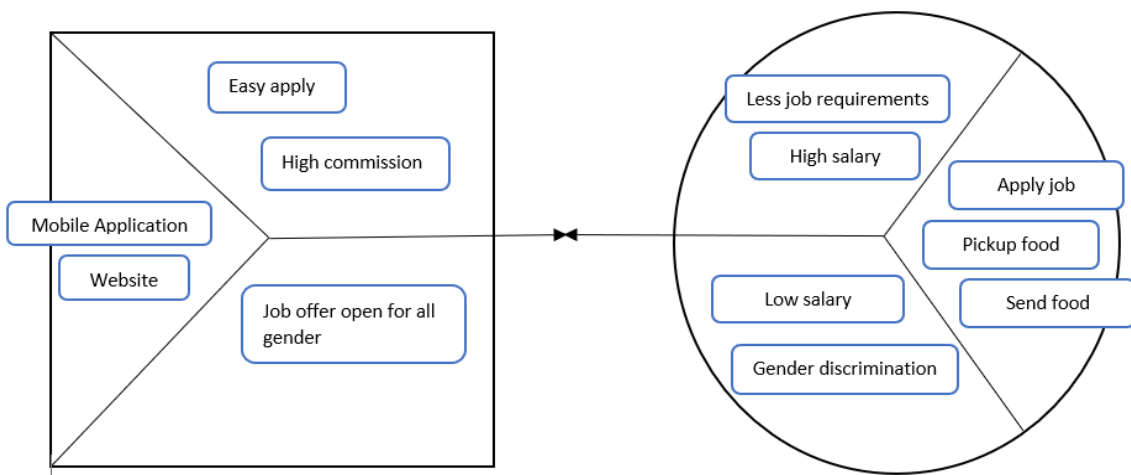 Easy apply
High commission
Mobile Application
Website
Job offer open for all
gender
Less job requirements
High salary
Apply job
Pickup food
Send food
Low salary
Gender discrimination